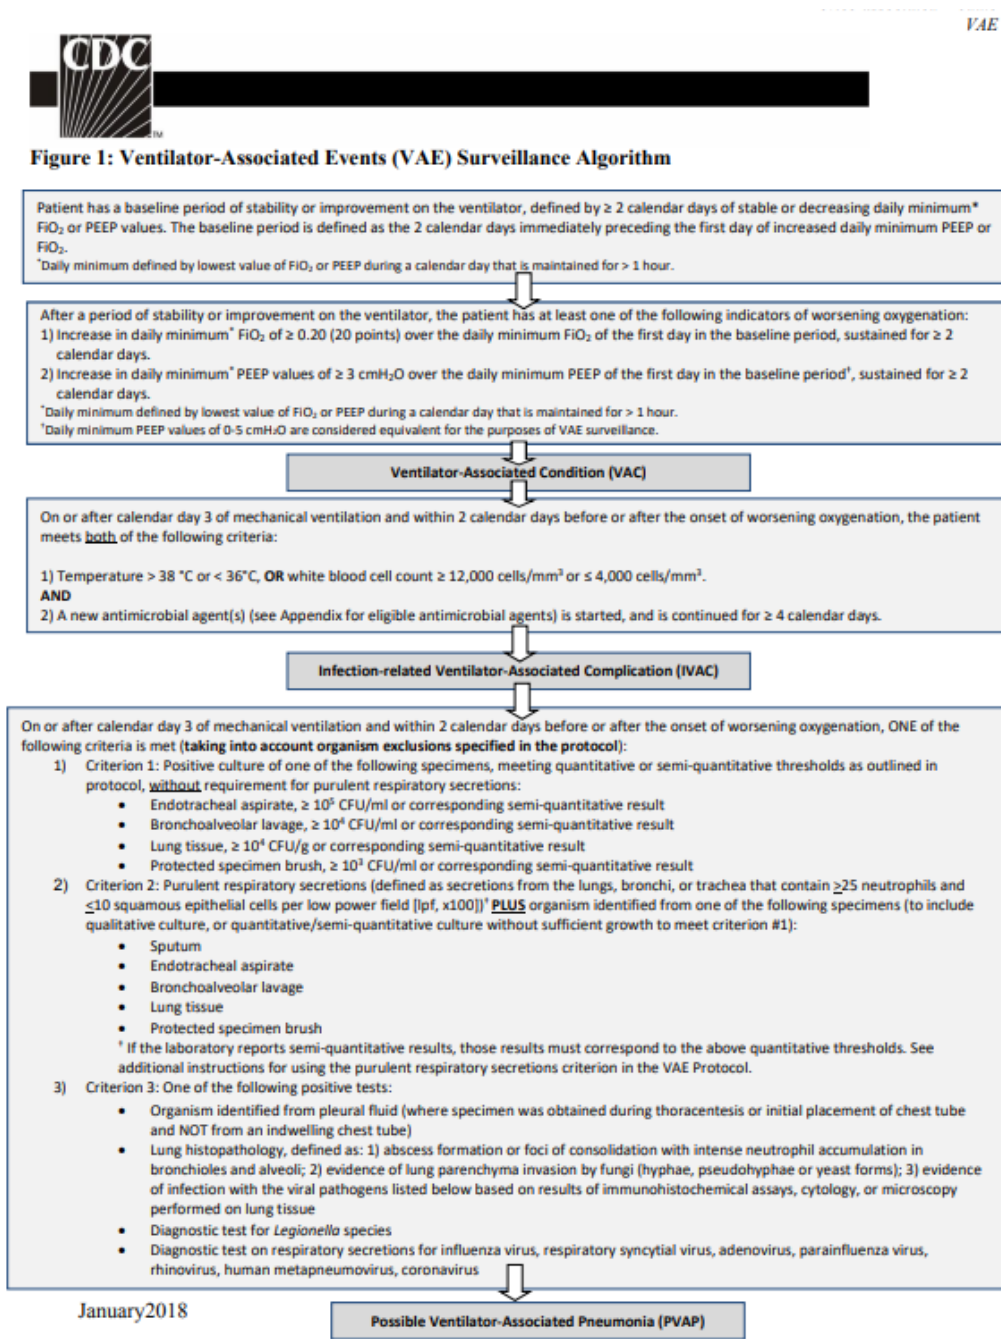 VAE
CDC
TM
Figure 1: Ventilator-Associated Events (VAE) Surveillance Algorithm
Patient has a baseline period of stability or improvement on the ventilator, defined by ≥ 2 calendar days of stable or decreasing daily minimum*
FiO₂ or PEEP values. The baseline period is defined as the 2 calendar days immediately preceding the first day of increased daily minimum PEEP or
FiO₂.
*Daily minimum defined by lowest value of FiO₂ or PEEP during a calendar day that is maintained for > 1 hour.
After a period of stability or improvement on the ventilator, the patient has at least one of the following indicators of worsening oxygenation:
1) Increase in daily minimum* FiO₂ of ≥ 0.20 (20 points) over the daily minimum FiO₂ of the first day in the baseline period, sustained for ≥ 2
calendar days.
2) Increase in daily minimum* PEEP values of ≥ 3 cmH₂O over the daily minimum PEEP of the first day in the baseline period†, sustained for ≥ 2
calendar days.
*Daily minimum defined by lowest value of FiO₂ or PEEP during a calendar day that is maintained for > 1 hour.
†Daily minimum PEEP values of 0-5 cmH₂O are considered equivalent for the purposes of VAE surveillance.
Ventilator-Associated Condition (VAC)
On or after calendar day 3 of mechanical ventilation and within 2 calendar days before or after the onset of worsening oxygenation, the patient
meets both of the following criteria:
1) Temperature > 38 °C or < 36°C, OR white blood cell count ≥ 12,000 cells/mm³ or ≤ 4,000 cells/mm³.
AND
2) A new antimicrobial agent(s) (see Appendix for eligible antimicrobial agents) is started, and is continued for ≥ 4 calendar days.
Infection-related Ventilator-Associated Complication (IVAC)
On or after calendar day 3 of mechanical ventilation and within 2 calendar days before or after the onset of worsening oxygenation, ONE of the
following criteria is met (taking into account organism exclusions specified in the protocol):
1) Criterion 1: Positive culture of one of the following specimens, meeting quantitative or semi-quantitative thresholds as outlined in
protocol, without requirement for purulent respiratory secretions:
• Endotracheal aspirate, ≥ 10⁵ CFU/ml or corresponding semi-quantitative result
• Bronchoalveolar lavage, ≥ 10⁴ CFU/ml or corresponding semi-quantitative result
• Lung tissue, ≥ 10⁴ CFU/g or corresponding semi-quantitative result
• Protected specimen brush, ≥ 10³ CFU/ml or corresponding semi-quantitative result
2) Criterion 2: Purulent respiratory secretions (defined as secretions from the lungs, bronchi, or trachea that contain ≥25 neutrophils and
≤10 squamous epithelial cells per low power field [lpf, x100])† PLUS organism identified from one of the following specimens (to include
qualitative culture, or quantitative/semi-quantitative culture without sufficient growth to meet criterion #1):
• Sputum
• Endotracheal aspirate
• Bronchoalveolar lavage
• Lung tissue
• Protected specimen brush
† If the laboratory reports semi-quantitative results, those results must correspond to the above quantitative thresholds. See
additional instructions for using the purulent respiratory secretions criterion in the VAE Protocol.
3) Criterion 3: One of the following positive tests:
• Organism identified from pleural fluid (where specimen was obtained during thoracentesis or initial placement of chest tube
and NOT from an indwelling chest tube)
• Lung histopathology, defined as: 1) abscess formation or foci of consolidation with intense neutrophil accumulation in
bronchioles and alveoli; 2) evidence of lung parenchyma invasion by fungi (hyphae, pseudohyphae or yeast forms); 3) evidence
of infection with the viral pathogens listed below based on results of immunohistochemical assays, cytology, or microscopy
performed on lung tissue
• Diagnostic test for Legionella species
• Diagnostic test on respiratory secretions for influenza virus, respiratory syncytial virus, adenovirus, parainfluenza virus,
rhinovirus, human metapneumovirus, coronavirus
January2018
Possible Ventilator-Associated Pneumonia (PVAP)